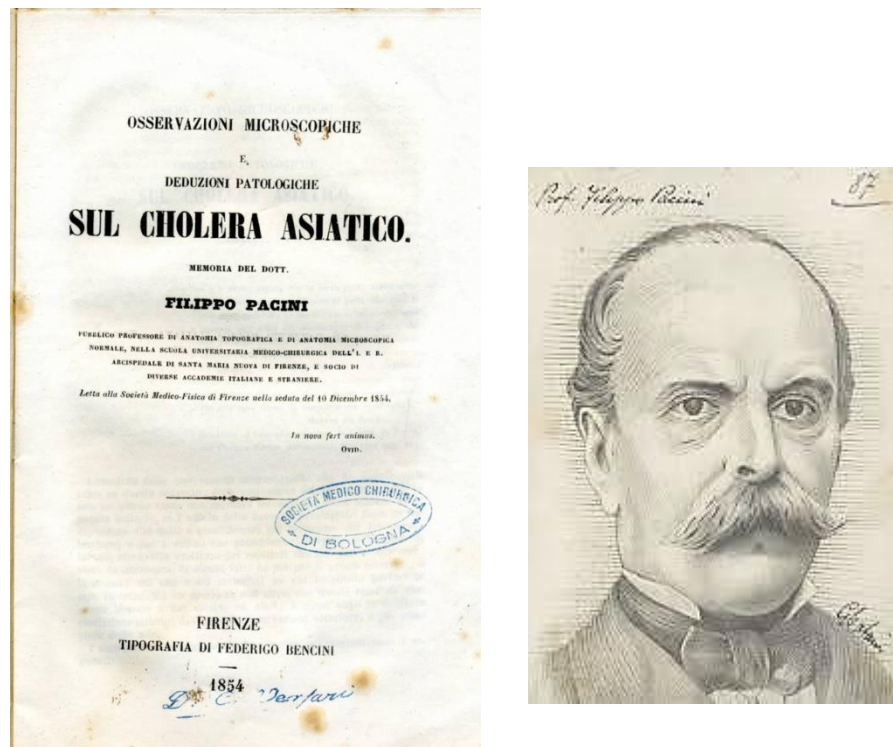 OSSERVAZIONI MICROSCOPICHE
E
DEDUZIONI PATOLOGICHE
SUL CHOLERA ASIATICO.
MEMORIA DEL DOTT.
FILIPPO PACINI
PUBBLICO PROFESSORE DI ANATOMIA TOPOGRAFICA E DI ANATOMIA MICROSCOPICA
NORMALE, NELLA SCUOLA UNIVERSITARIA MEDICO-CHIRURGICA DELL'I. E R.
ARCISPEDALE DI SANTA MARIA NUOVA DI FIRENZE, E SOCIO DI
DIVERSE ACCADEMIE ITALIANE E STRANIERE.
Letta alla Società Medico-Fisica di Firenze nella seduta del 10 Dicembre 1854.
In nova fert animus.
OVID.
SOCIETÀ MEDICO CHIRURGICA
DI BOLOGNA
FIRENZE
TIPOGRAFIA DI FEDERIGO BENCINI
1854
Prof. Filippo Pacini
87